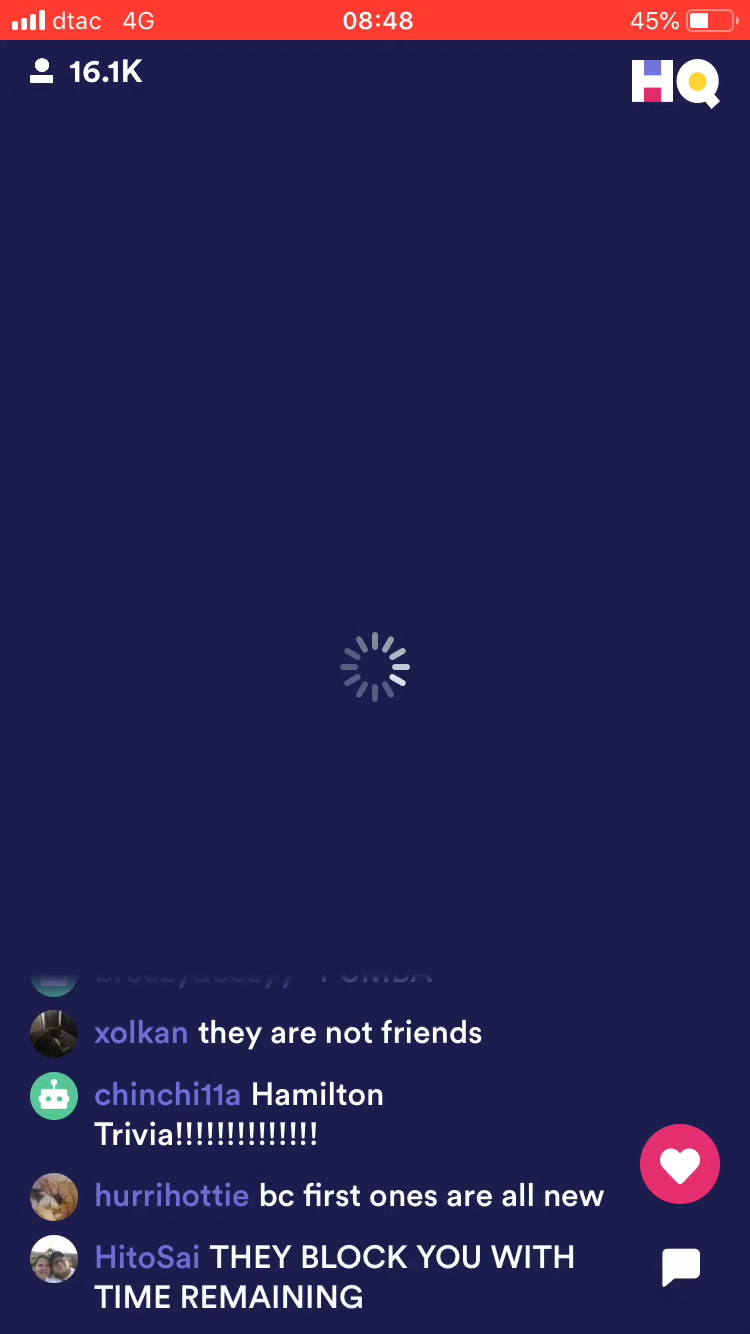 dtac 4G 08:48 45%
16.1K HQ
xolkan they are not friends
chinchi11a Hamilton
Trivia!!!!!!!!!!!!!!
hurrihottie bc first ones are all new
HitoSai THEY BLOCK YOU WITH
TIME REMAINING